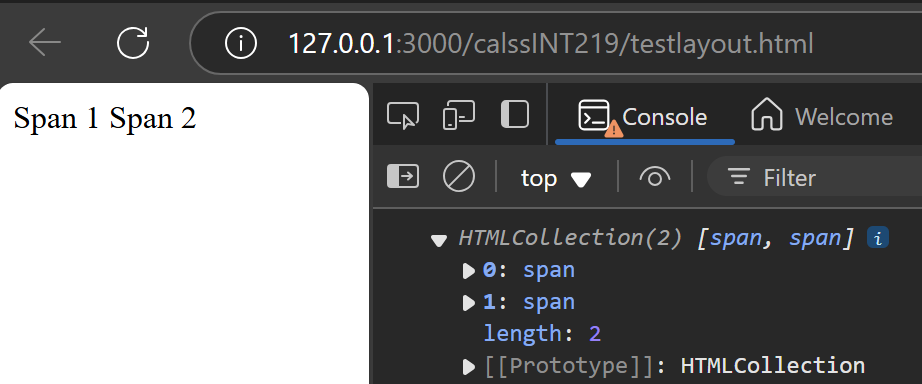 127.0.0.1:3000/calssINT219/testlayout.html
Span 1 Span 2
Console
Welcome
top
Filter
HTMLCollection(2) [span, span] i
0: span
1: span
length: 2
[[Prototype]]: HTMLCollection